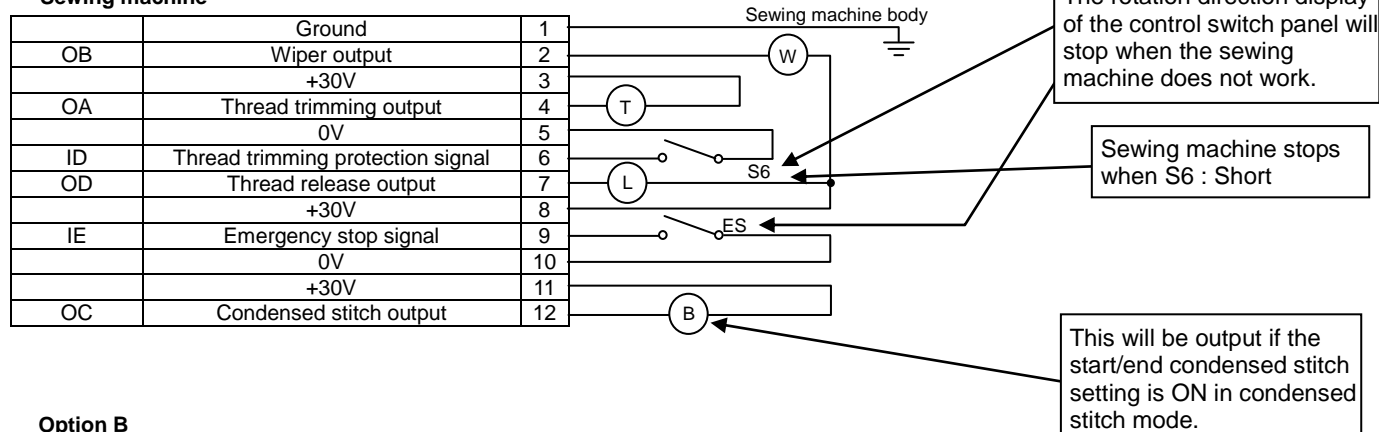 Sewing machine
Ground 1
OB Wiper output 2
+30V 3
OA Thread trimming output 4
0V 5
ID Thread trimming protection signal 6
OD Thread release output 7
+30V 8
IE Emergency stop signal 9
0V 10
+30V 11
OC Condensed stitch output 12
Sewing machine body
W
T
S6
L
ES
B
The rotation direction display
of the control switch panel will
stop when the sewing
machine does not work.
Sewing machine stops
when S6 : Short
This will be output if the
start/end condensed stitch
setting is ON in condensed
stitch mode.
Option B